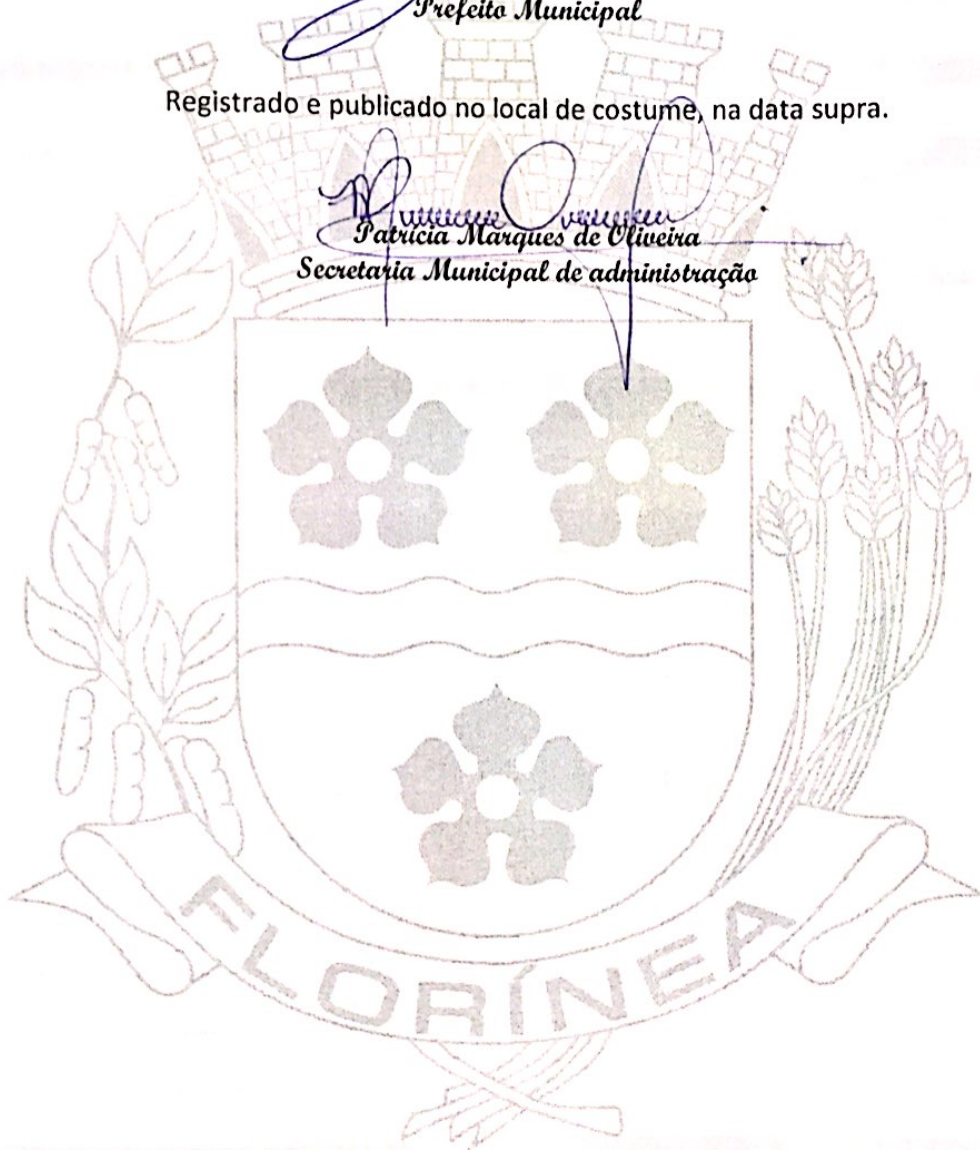 Prefeito Municipal
Registrado e publicado no local de costume, na data supra.
Patrícia Marques de Oliveira
Secretaria Municipal de administração
FLORÍNEA